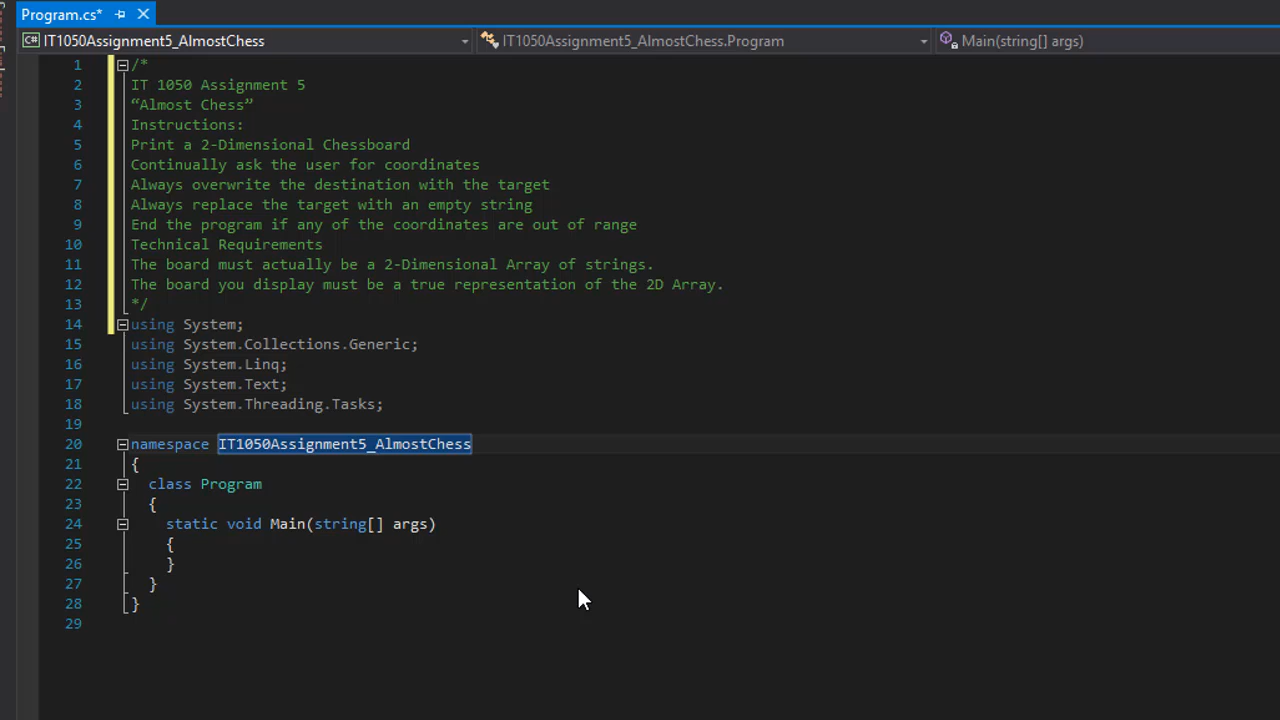 Program.cs*
IT1050Assignment5_AlmostChess IT1050Assignment5_AlmostChess.Program Main(string[] args)
1 /*
2 IT 1050 Assignment 5
3 “Almost Chess”
4 Instructions:
5 Print a 2-Dimensional Chessboard
6 Continually ask the user for coordinates
7 Always overwrite the destination with the target
8 Always replace the target with an empty string
9 End the program if any of the coordinates are out of range
10 Technical Requirements
11 The board must actually be a 2-Dimensional Array of strings.
12 The board you display must be a true representation of the 2D Array.
13 */
14 using System;
15 using System.Collections.Generic;
16 using System.Linq;
17 using System.Text;
18 using System.Threading.Tasks;
19
20 namespace IT1050Assignment5_AlmostChess
21 {
22 class Program
23 {
24 static void Main(string[] args)
25 {
26 }
27 }
28 }
29